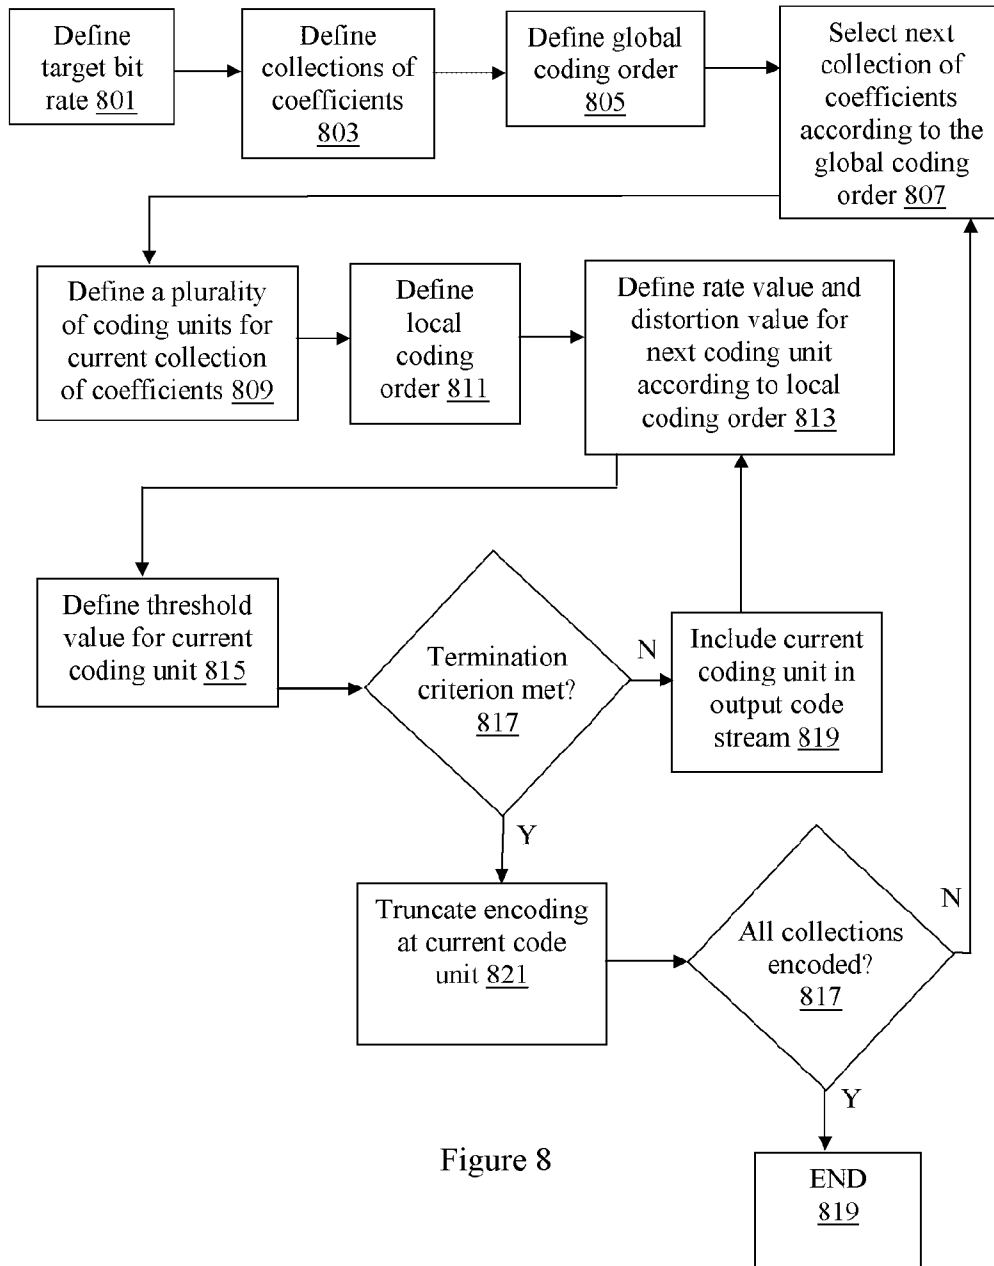 Define
target bit
rate 801
Define
collections of
coefficients
803
Define global
coding order
805
Select next
collection of
coefficients
according to the
global coding
order 807
Define a plurality
of coding units for
current collection
of coefficients 809
Define
local
coding
order 811
Define rate value and
distortion value for
next coding unit
according to local
coding order 813
Define threshold
value for current
coding unit 815
Termination
criterion met?
817
N
Include current
coding unit in
output code
stream 819
Y
Truncate encoding
at current code
unit 821
All collections
encoded?
817
N
Y
END
819
Figure 8